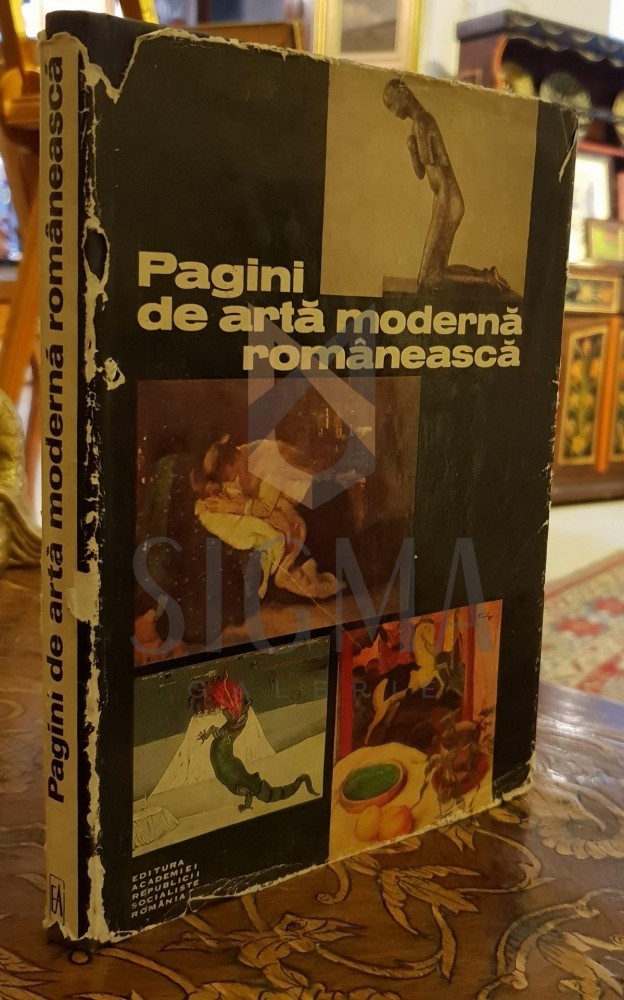 Pagini de artă modernă românească
Pagini
de artă modernă
românească
SIGMA
GALERIE
EDITURA
ACADEMIEI
REPUBLICII
SOCIALISTE
ROMÂNIA
EA